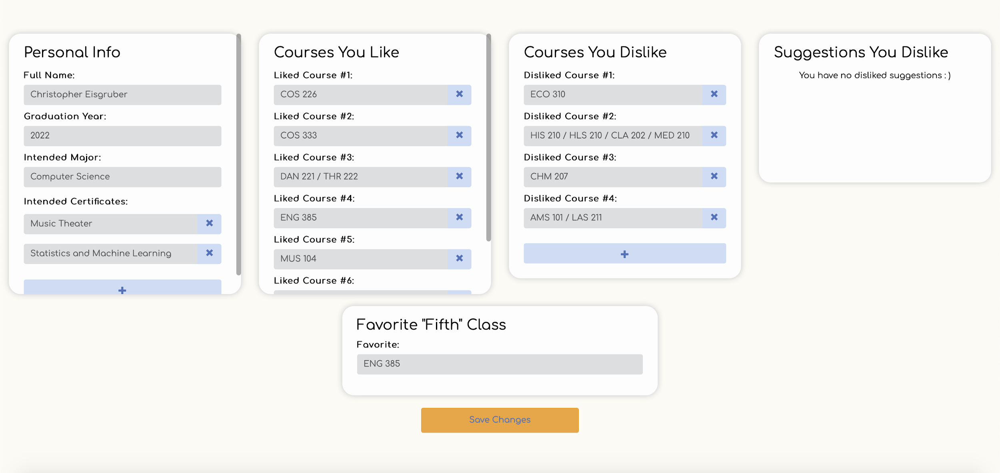 Personal Info
Full Name:
Christopher Eisgruber
Graduation Year:
2022
Intended Major:
Computer Science
Intended Certificates:
Music Theater
Statistics and Machine Learning
Courses You Like
Liked Course #1:
COS 226
Liked Course #2:
COS 333
Liked Course #3:
DAN 221 / THR 222
Liked Course #4:
ENG 385
Liked Course #5:
MUS 104
Liked Course #6:
Courses You Dislike
Disliked Course #1:
ECO 310
Disliked Course #2:
HIS 210 / HLS 210 / CLA 202 / MED 210
Disliked Course #3:
CHM 207
Disliked Course #4:
AMS 101 / LAS 211
Suggestions You Dislike
You have no disliked suggestions : )
Favorite "Fifth" Class
Favorite:
ENG 385
Save Changes